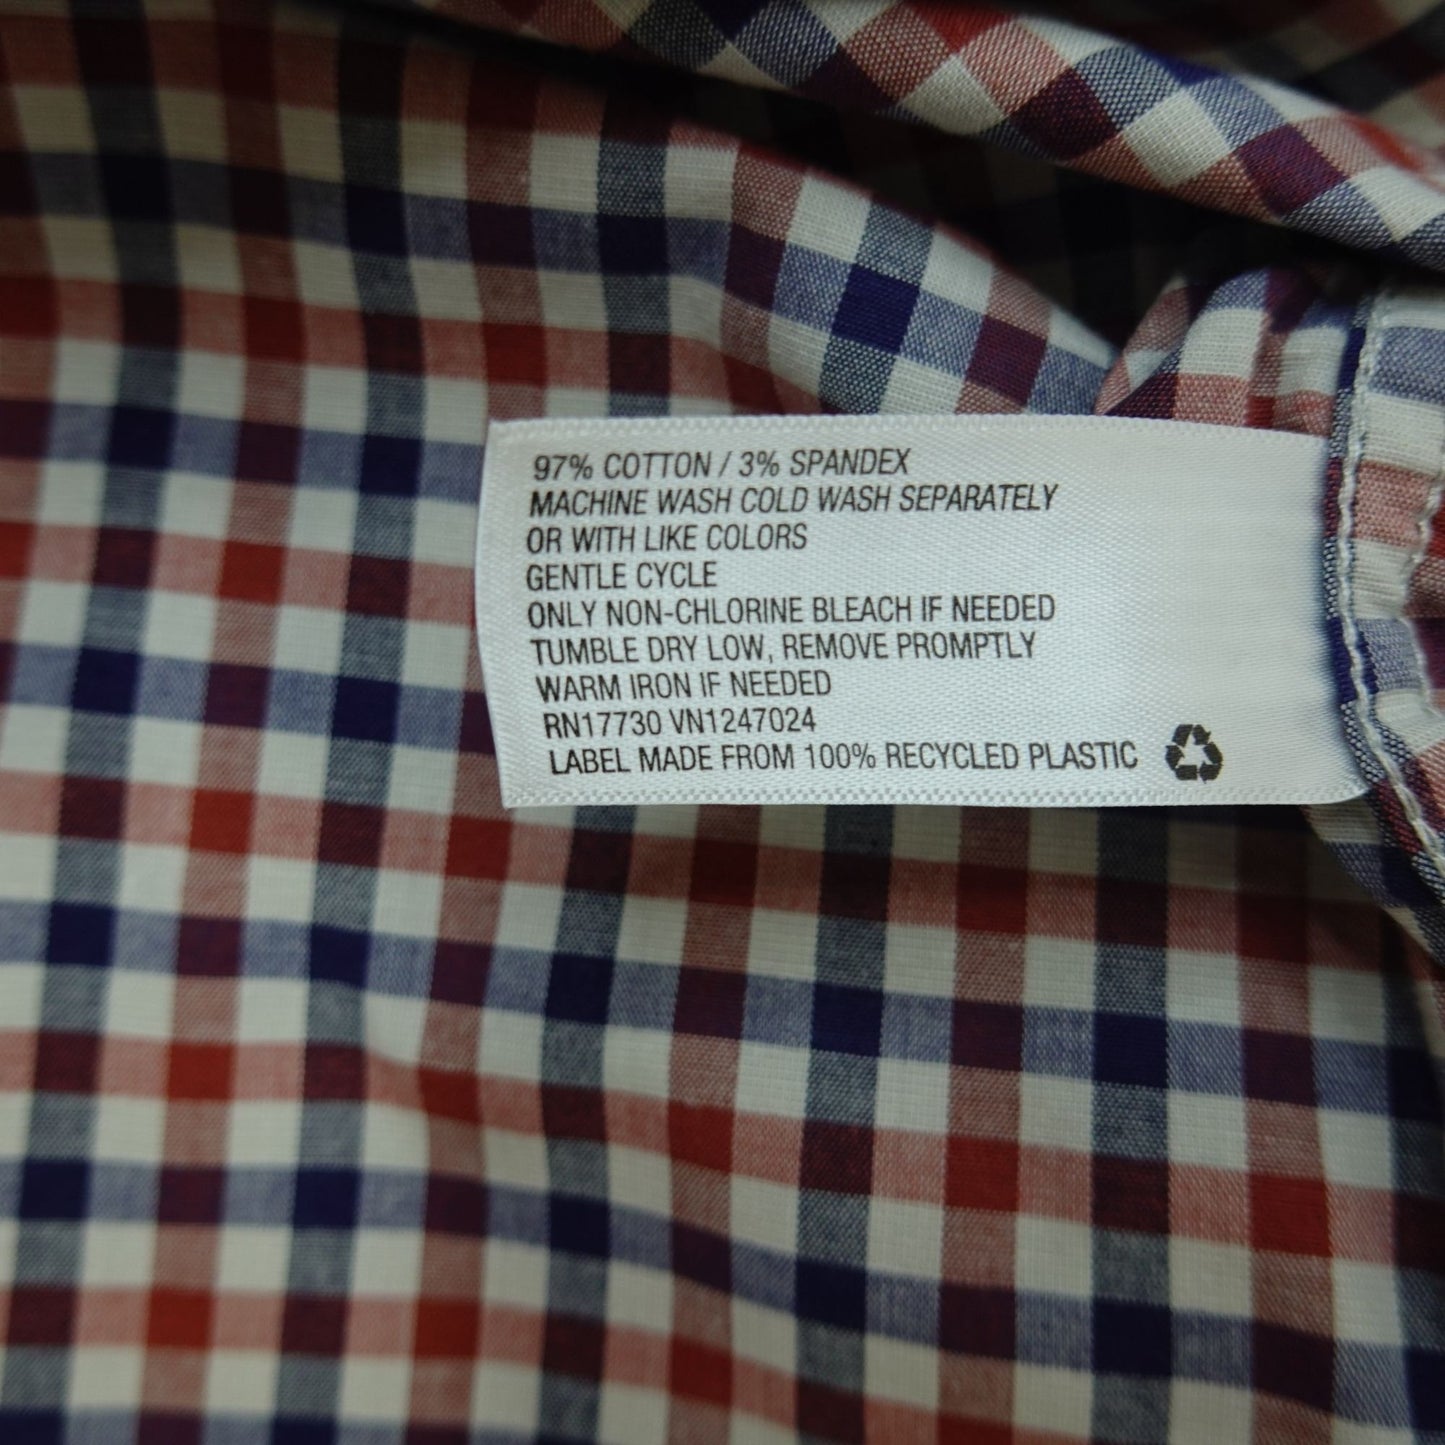 97% COTTON / 3% SPANDEX
MACHINE WASH COLD WASH SEPARATELY
OR WITH LIKE COLORS
GENTLE CYCLE
ONLY NON-CHLORINE BLEACH IF NEEDED
TUMBLE DRY LOW, REMOVE PROMPTLY
WARM IRON IF NEEDED
RN17730 VN1247024
LABEL MADE FROM 100% RECYCLED PLASTIC